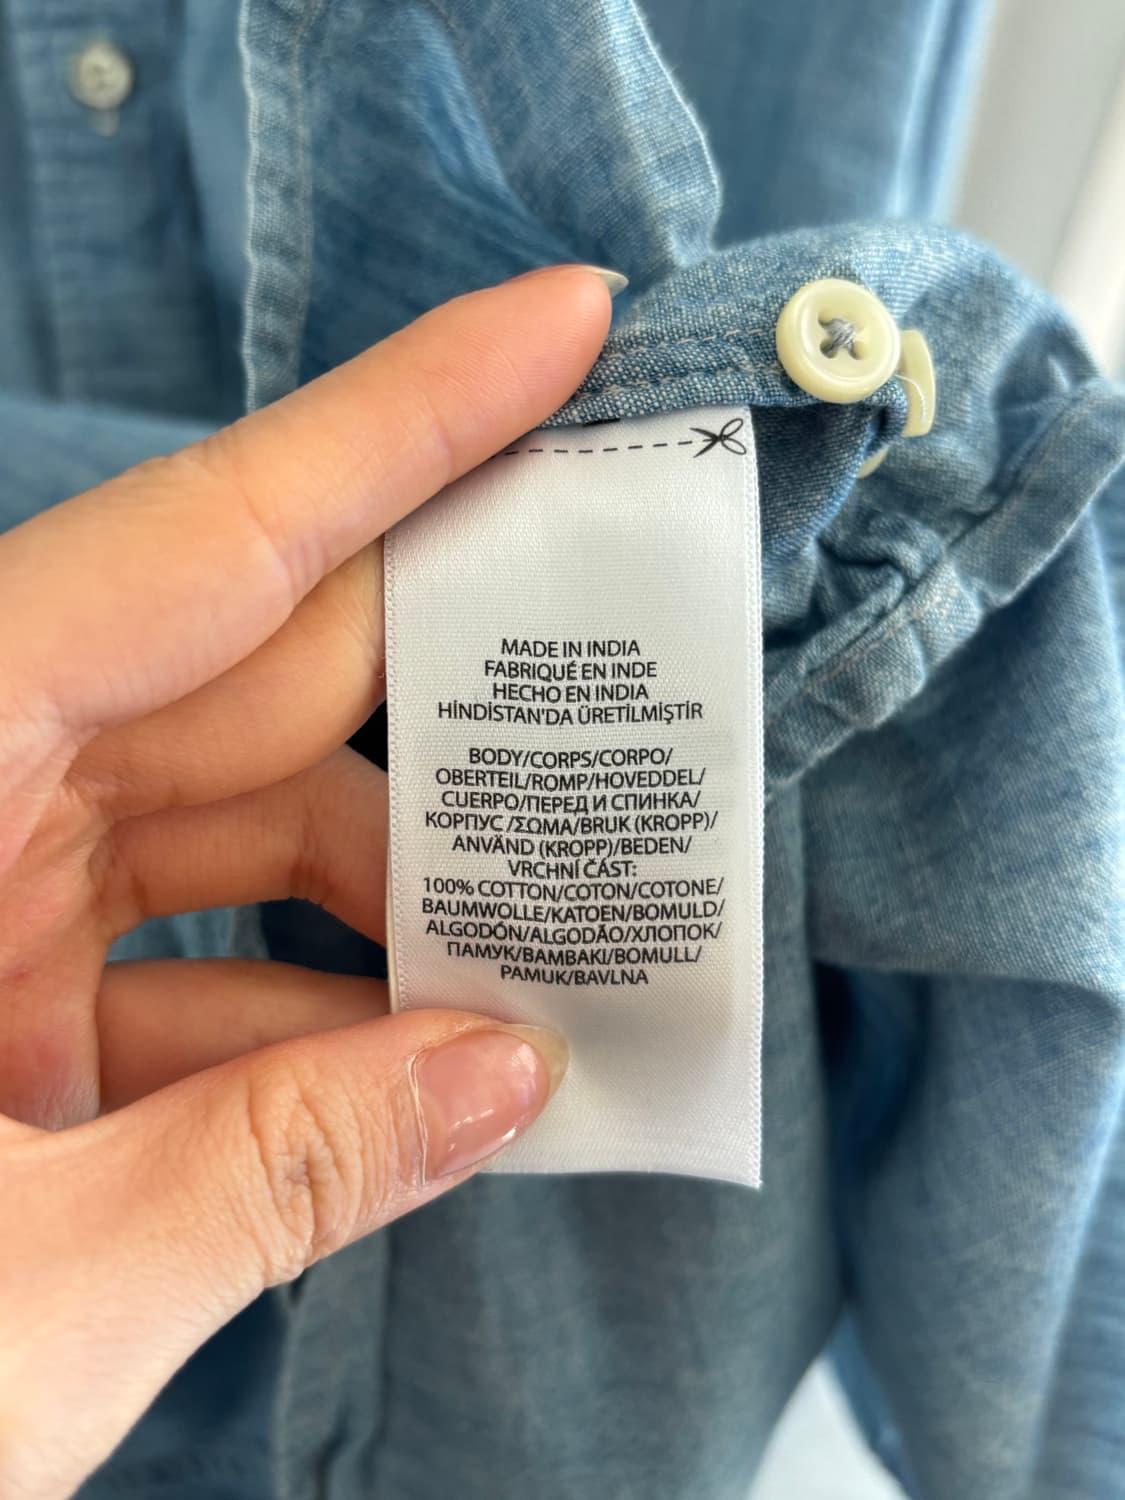 MADE IN INDIA
FABRIQUÉ EN INDE
HECHO EN INDIA
HİNDİSTAN'DA ÜRETİLMİŞTİR
BODY/CORPS/CORPO/
OBERTEIL/ROMP/HOVEDDEL/
CUERPO/ПЕРЕД И СПИНКА/
КОРПУС /ΣΩΜΑ/BRUK (KROPP)/
ANVÄND (KROPP)/BEDEN/
VRCHNÍ ČÁST:
100% COTTON/COTON/COTONE/
BAUMWOLLE/KATOEN/BOMULD/
ALGODÓN/ALGODÃO/ХЛОПОК/
ПАМУК/ΒΑΜΒΑΚΙ/BOMULL/
PAMUK/BAVLNA